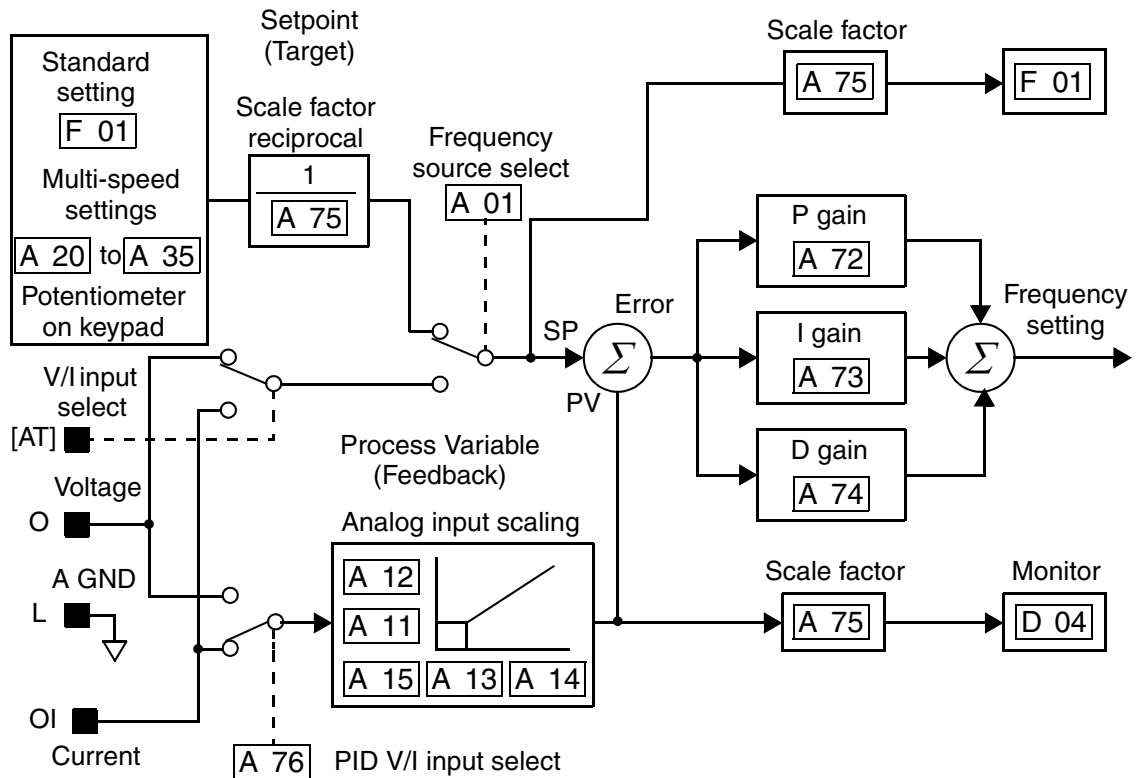 Setpoint
(Target)
Standard
setting
F 01
Multi-speed
settings
A 20 to A 35
Potentiometer
on keypad
Scale factor
reciprocal
1
A 75
Frequency
source select
A 01
Scale factor
A 75
F 01
P gain
A 72
I gain
A 73
D gain
A 74
Error
SP
Σ
PV
Σ
Frequency
setting
V/I input
select
[AT]
Voltage
O
A GND
L
OI
Current
Process Variable
(Feedback)
Analog input scaling
A 12
A 11
A 15 A 13 A 14
A 76 PID V/I input select
Scale factor
A 75
Monitor
D 04